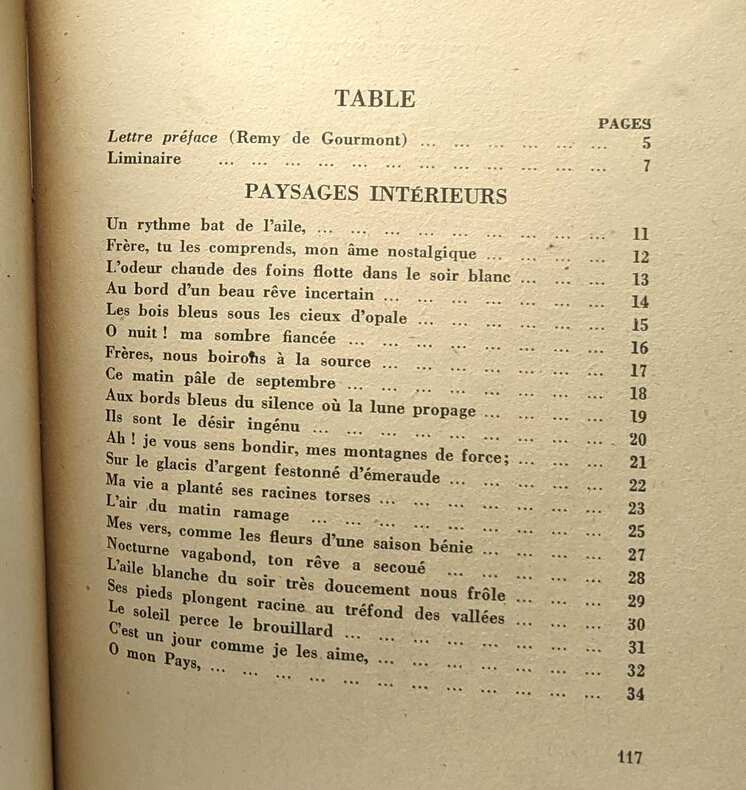 TABLE
PAGES
Lettre préface (Remy de Gourmont) ... ... ... ... ... ... 5
Liminaire ... ... ... ... ... ... ... ... ... ... ... ... 7
PAYSAGES INTÉRIEURS
Un rythme bat de l'aile, ... ... ... ... ... ... ... ... ... 11
Frère, tu les comprends, mon âme nostalgique ... ... ... ... 12
L'odeur chaude des foins flotte dans le soir blanc ... ... ... 13
Au bord d'un beau rêve incertain ... ... ... ... ... ... ... 14
Les bois bleus sous les cieux d'opale ... ... ... ... ... ... 15
O nuit ! ma sombre fiancée ... ... ... ... ... ... ... ... 16
Frères, nous boirons à la source ... ... ... ... ... ... ... 17
Ce matin pâle de septembre ... ... ... ... ... ... ... ... 18
Aux bords bleus du silence où la lune propage ... ... ... ... 19
Ils sont le désir ingénu ... ... ... ... ... ... ... ... ... 20
Ah ! je vous sens bondir, mes montagnes de force; ... ... ... 21
Sur le glacis d'argent festonné d'émeraude ... ... ... ... ... 22
Ma vie a planté ses racines torses ... ... ... ... ... ... ... 23
L'air du matin ramage ... ... ... ... ... ... ... ... ... 25
Mes vers, comme les fleurs d'une saison bénie ... ... ... ... 27
Nocturne vagabond, ton rêve a secoué ... ... ... ... ... 28
L'aile blanche du soir très doucement nous frôle ... ... ... 29
Ses pieds plongent racine au tréfond des vallées ... ... ... ... 30
Le soleil perce le brouillard ... ... ... ... ... ... ... ... 31
C'est un jour comme je les aime, ... ... ... ... ... ... ... 32
O mon Pays, ... ... ... ... ... ... ... ... ... ... ... ... 34
117